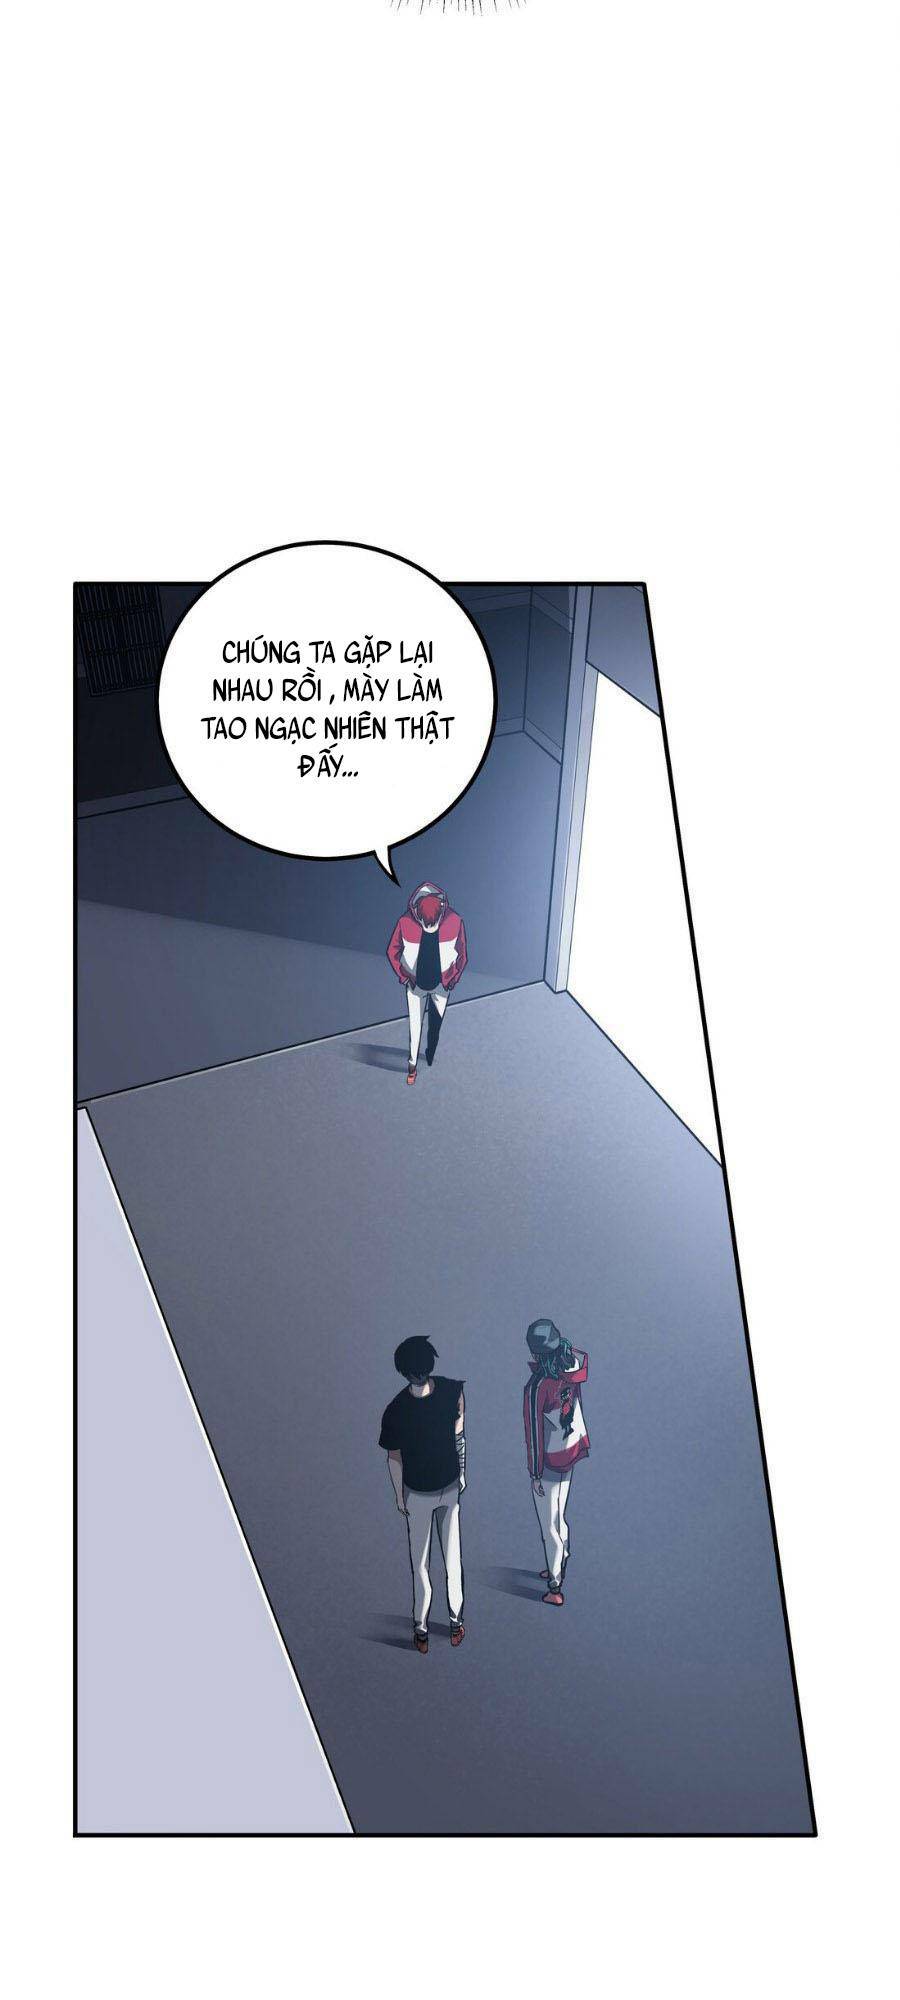 CHÚNG TA GẶP LẠI
NHAU RỒI , MÀY LÀM
TAO NGẠC NHIÊN THẬT
ĐẤY...